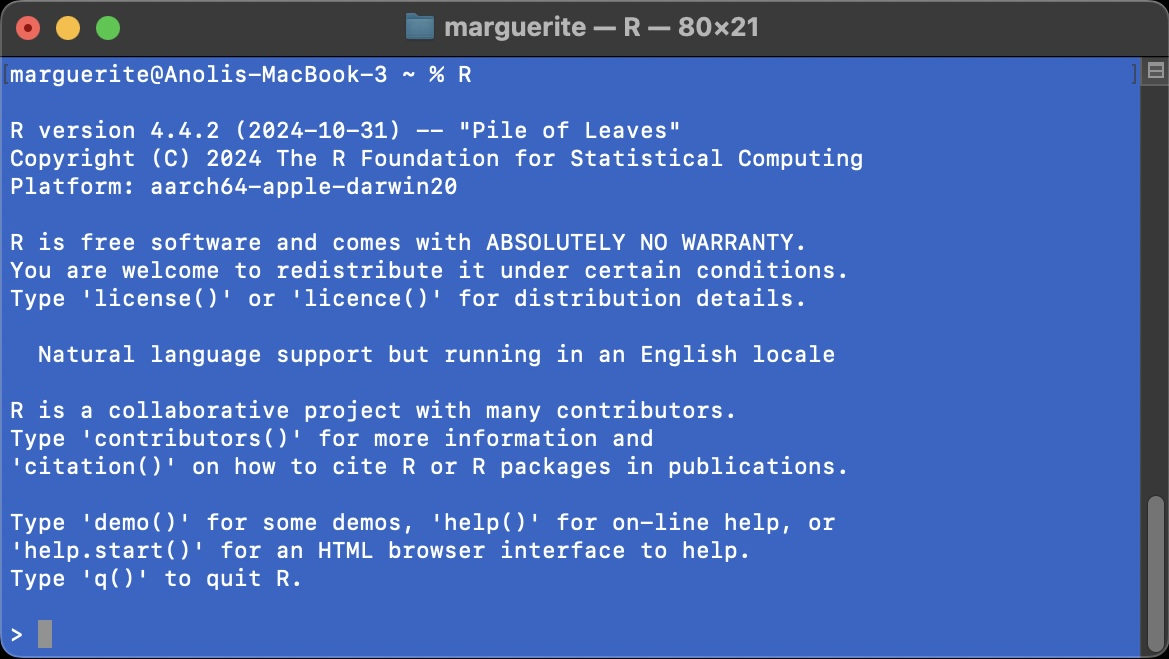 marguerite — R — 80×21
[marguerite@Anolis-MacBook-3 ~ % R ]
R version 4.4.2 (2024-10-31) -- "Pile of Leaves"
Copyright (C) 2024 The R Foundation for Statistical Computing
Platform: aarch64-apple-darwin20
R is free software and comes with ABSOLUTELY NO WARRANTY.
You are welcome to redistribute it under certain conditions.
Type 'license()' or 'licence()' for distribution details.
Natural language support but running in an English locale
R is a collaborative project with many contributors.
Type 'contributors()' for more information and
'citation()' on how to cite R or R packages in publications.
Type 'demo()' for some demos, 'help()' for on-line help, or
'help.start()' for an HTML browser interface to help.
Type 'q()' to quit R.
>